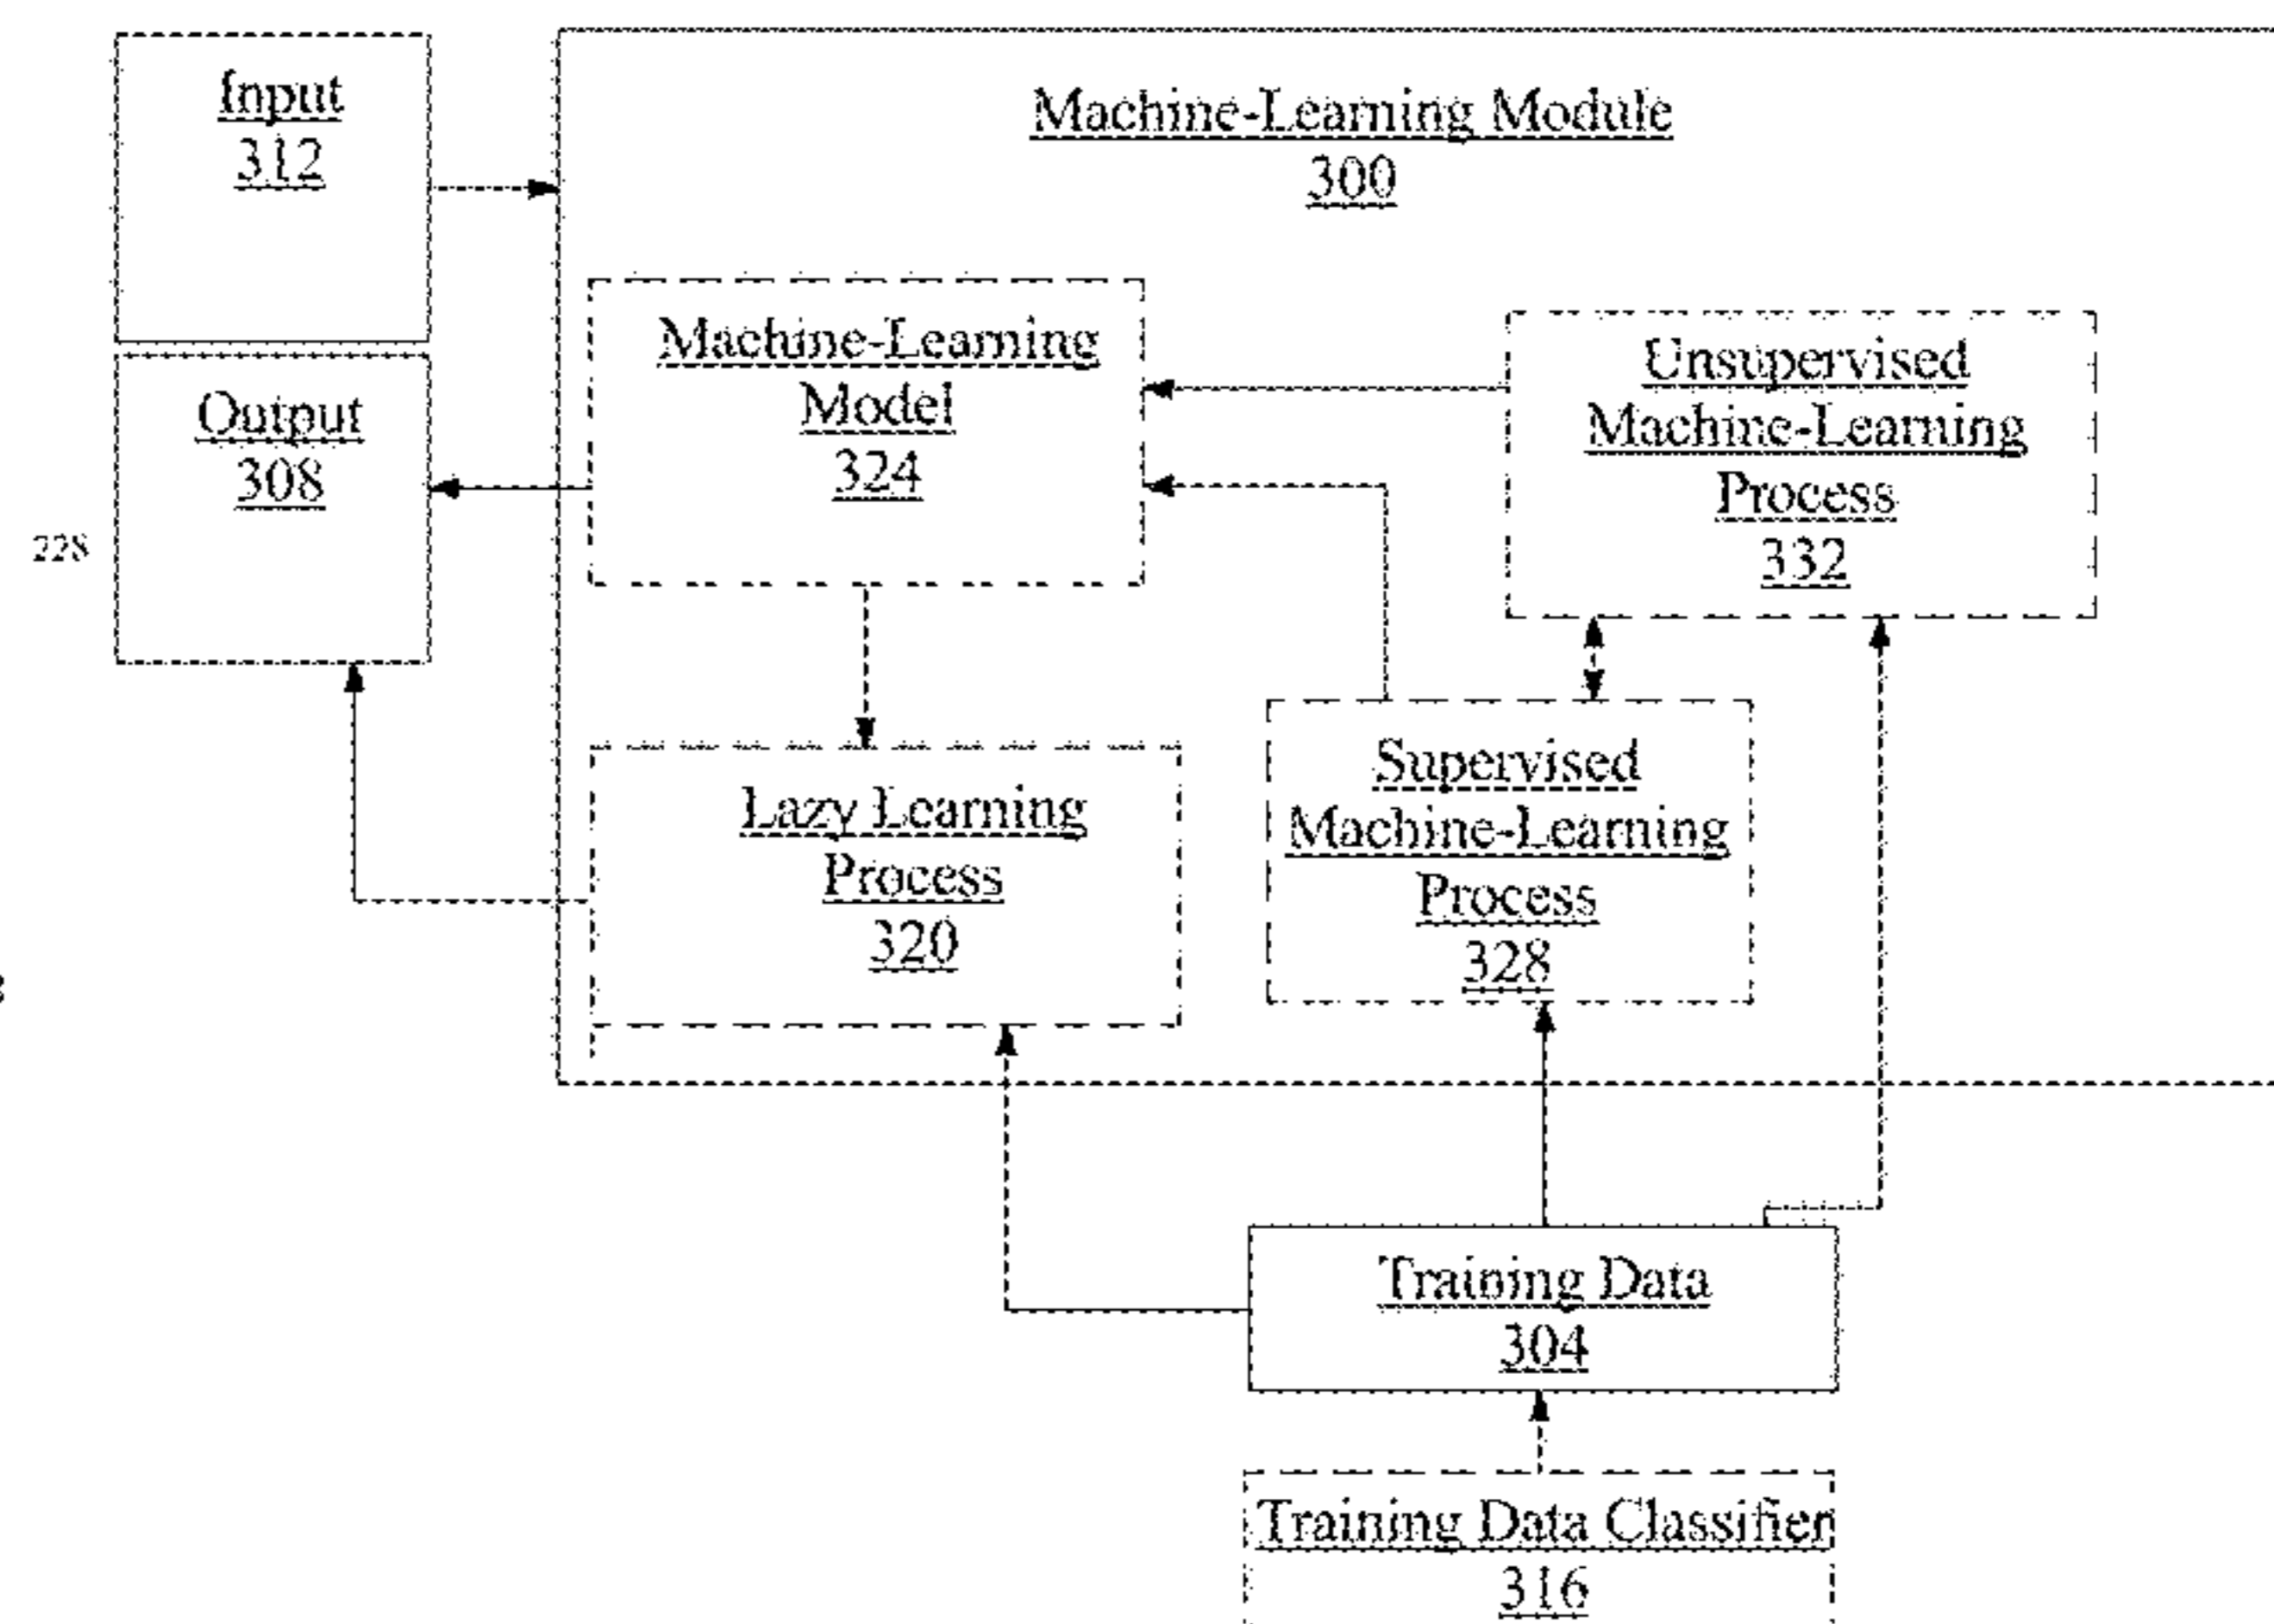 Input
312
Machine-Learning Module
300
Machine-Learning
Model
324
Unsupervised
Machine-Learning
Process
332
Output
308
228
Lazy Learning
Process
320
Supervised
Machine-Learning
Process
328
Training Data
304
Training Data Classifier
316